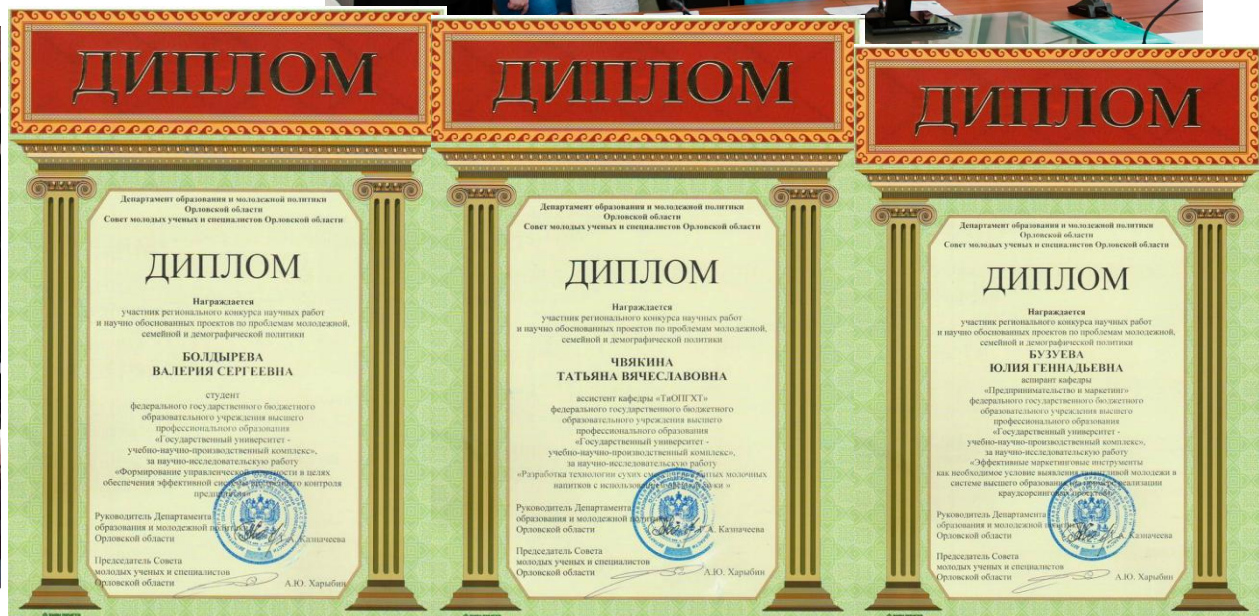 ДИПЛОМ
Департамент образования и молодежной политики
Орловской области
Совет молодых ученых и специалистов Орловской области
ДИПЛОМ
Награждается
участник регионального конкурса научных работ
и научно обоснованных проектов по проблемам молодежной,
семейной и демографической политики
БОЛДЫРЕВА
ВАЛЕРИЯ СЕРГЕЕВНА
студент
федерального государственного бюджетного
образовательного учреждения высшего
профессионального образования
«Государственный университет -
учебно-научно-производственный комплекс»,
за научно-исследовательскую работу
«Формирование управленческой в целях
обеспечения эффективной контроля
Руководитель Департамента
образования и молодежной политики
Орловской области Казначеева
Председатель Совета
молодых ученых и специалистов
Орловской области А.Ю. Харыбин
ДИПЛОМ
Департамент образования и молодежной политики
Орловской области
Совет молодых ученых и специалистов Орловской области
ДИПЛОМ
Награждается
участник регионального конкурса научных работ
и научно обоснованных проектов по проблемам молодежной,
семейной и демографической политики
ЧВЯКИНА
ТАТЬЯНА ВЯЧЕСЛАВОВНА
ассистент кафедры «ТиОПГХТ»
федерального государственного бюджетного
образовательного учреждения высшего
профессионального образования
«Государственный университет -
учебно-научно-производственный комплекс»,
за научно-исследовательскую работу
«Разработка технологии сухих молочных
напитков с
Руководитель Департамента
образования и молодежной политики
Орловской области А. Казначеева
Председатель Совета
молодых ученых и специалистов
Орловской области А.Ю. Харыбин
ДИПЛОМ
Департамент образования и молодежной политики
Орловской области
Совет молодых ученых и специалистов Орловской области
ДИПЛОМ
Награждается
участник регионального конкурса научных работ
и научно обоснованных проектов по проблемам молодежной,
семейной и демографической политики
БУЗУЕВА
ЮЛИЯ ГЕННАДЬЕВНА
аспирант кафедры
«Предпринимательство и маркетинг»
федерального государственного бюджетного
образовательного учреждения высшего
профессионального образования
«Государственный университет -
учебно-научно-производственный комплекс»,
за научно-исследовательскую работу
«Эффективные маркетинговые инструменты
как необходимое условие выявления талантливой молодежи в
системе высшего образования реализации
краудсорсинговых проектов»
Руководитель Департамента
образования и молодежной политики
Орловской области А. Казначеева
Председатель Совета
молодых ученых и специалистов
Орловской области А.Ю. Харыбин